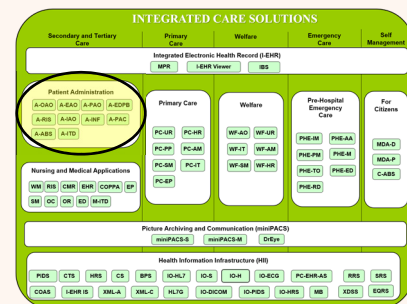 INTEGRATED CARE SOLUTIONS
Secondary and Tertiary Care
Primary Care
Welfare
Emergency Care
Self Management
Integrated Electronic Health Record (I-EHR)
MPR I-EHR Viewer IBS
Patient Administration
A-OAO A-EAO A-PAO A-EDPB
A-RIS A-IAO A-INF A-PAC
A-ABS A-ITD
Primary Care
PC-UR PC-HR
PC-PP PC-AM
PC-SM PC-IT
PC-EP
Welfare
WF-AO WF-UR
WF-IT WF-AM
WF-SM WF-HR
Pre-Hospital
Emergency
Care
PHE-IM PHE-AA
PHE-PM PHE-M
PHE-TO PHE-ED
PHE-RD
For
Citizens
MDA-D
MDA-P
C-ABS
Nursing and Medical Applications
WM RIS CMR EHR COPPA EP
SM OC OR ED M-ITD
Picture Archiving and Communication (miniPACS)
miniPACS-S miniPACS-M DrEye
Health Information Infrastructure (HII)
PIDS CTS HRS CS BPS IO-HL7 IO-S IO-H IO-ECG PC-EHR-AS RRS SRS
COAS I-EHR IS XML-A XML-C HL7G IO-DICOM IO-PiDS IO-HRS MB XDSS EQRS